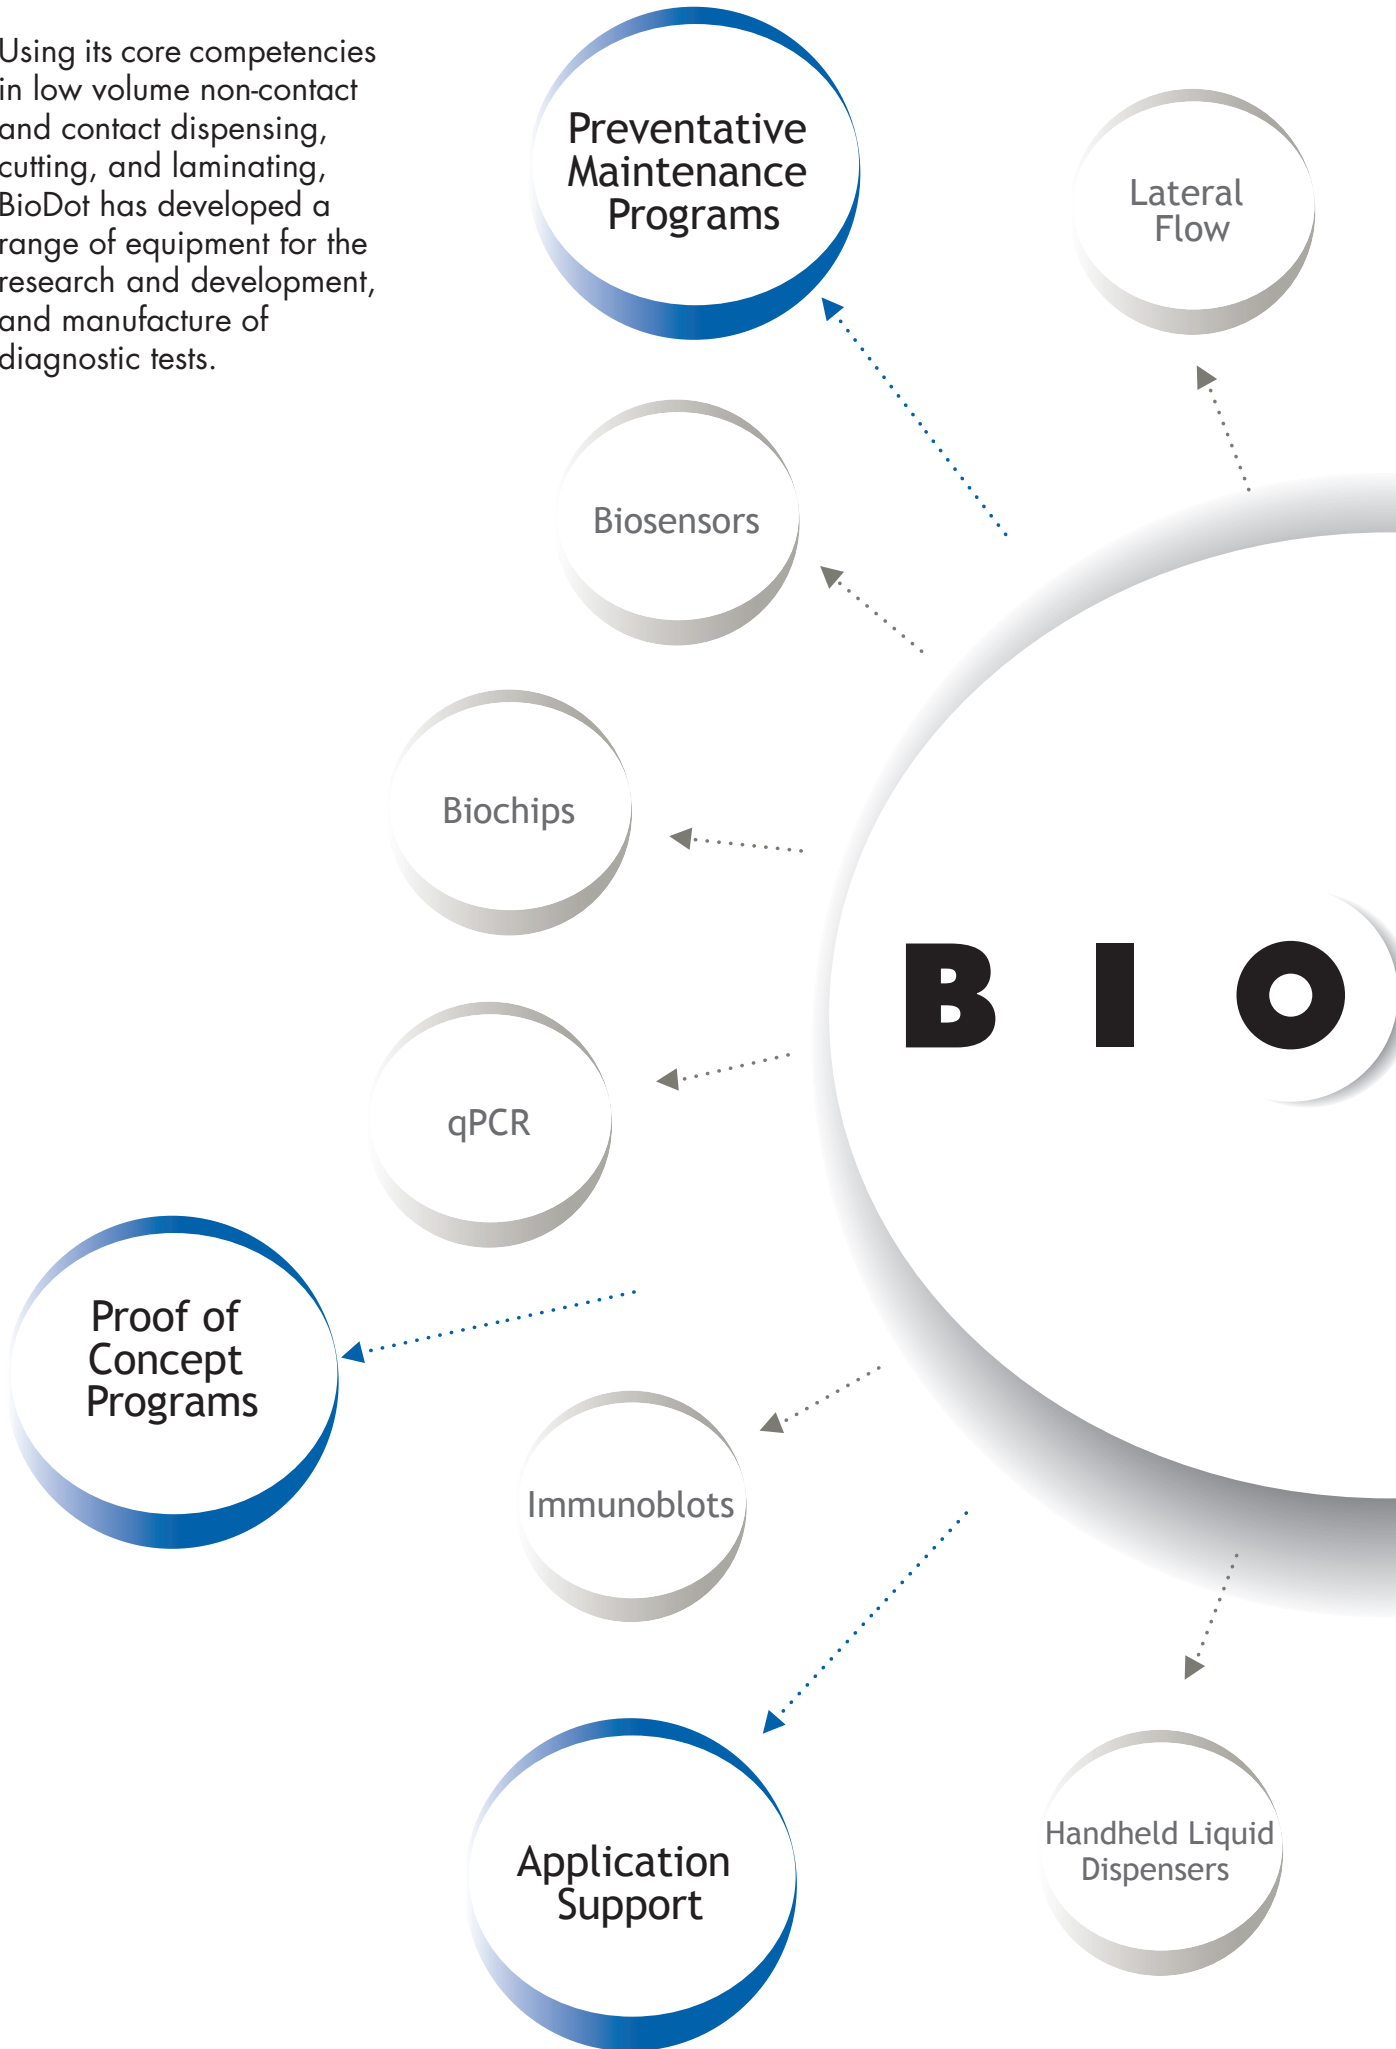 Using its core competencies
in low volume non-contact
and contact dispensing,
cutting, and laminating,
BioDot has developed a
range of equipment for the
research and development,
and manufacture of
diagnostic tests.
Preventative
Maintenance
Programs
Lateral
Flow
Biosensors
Biochips
BIO
qPCR
Proof of
Concept
Programs
Immunoblots
Application
Support
Handheld Liquid
Dispensers